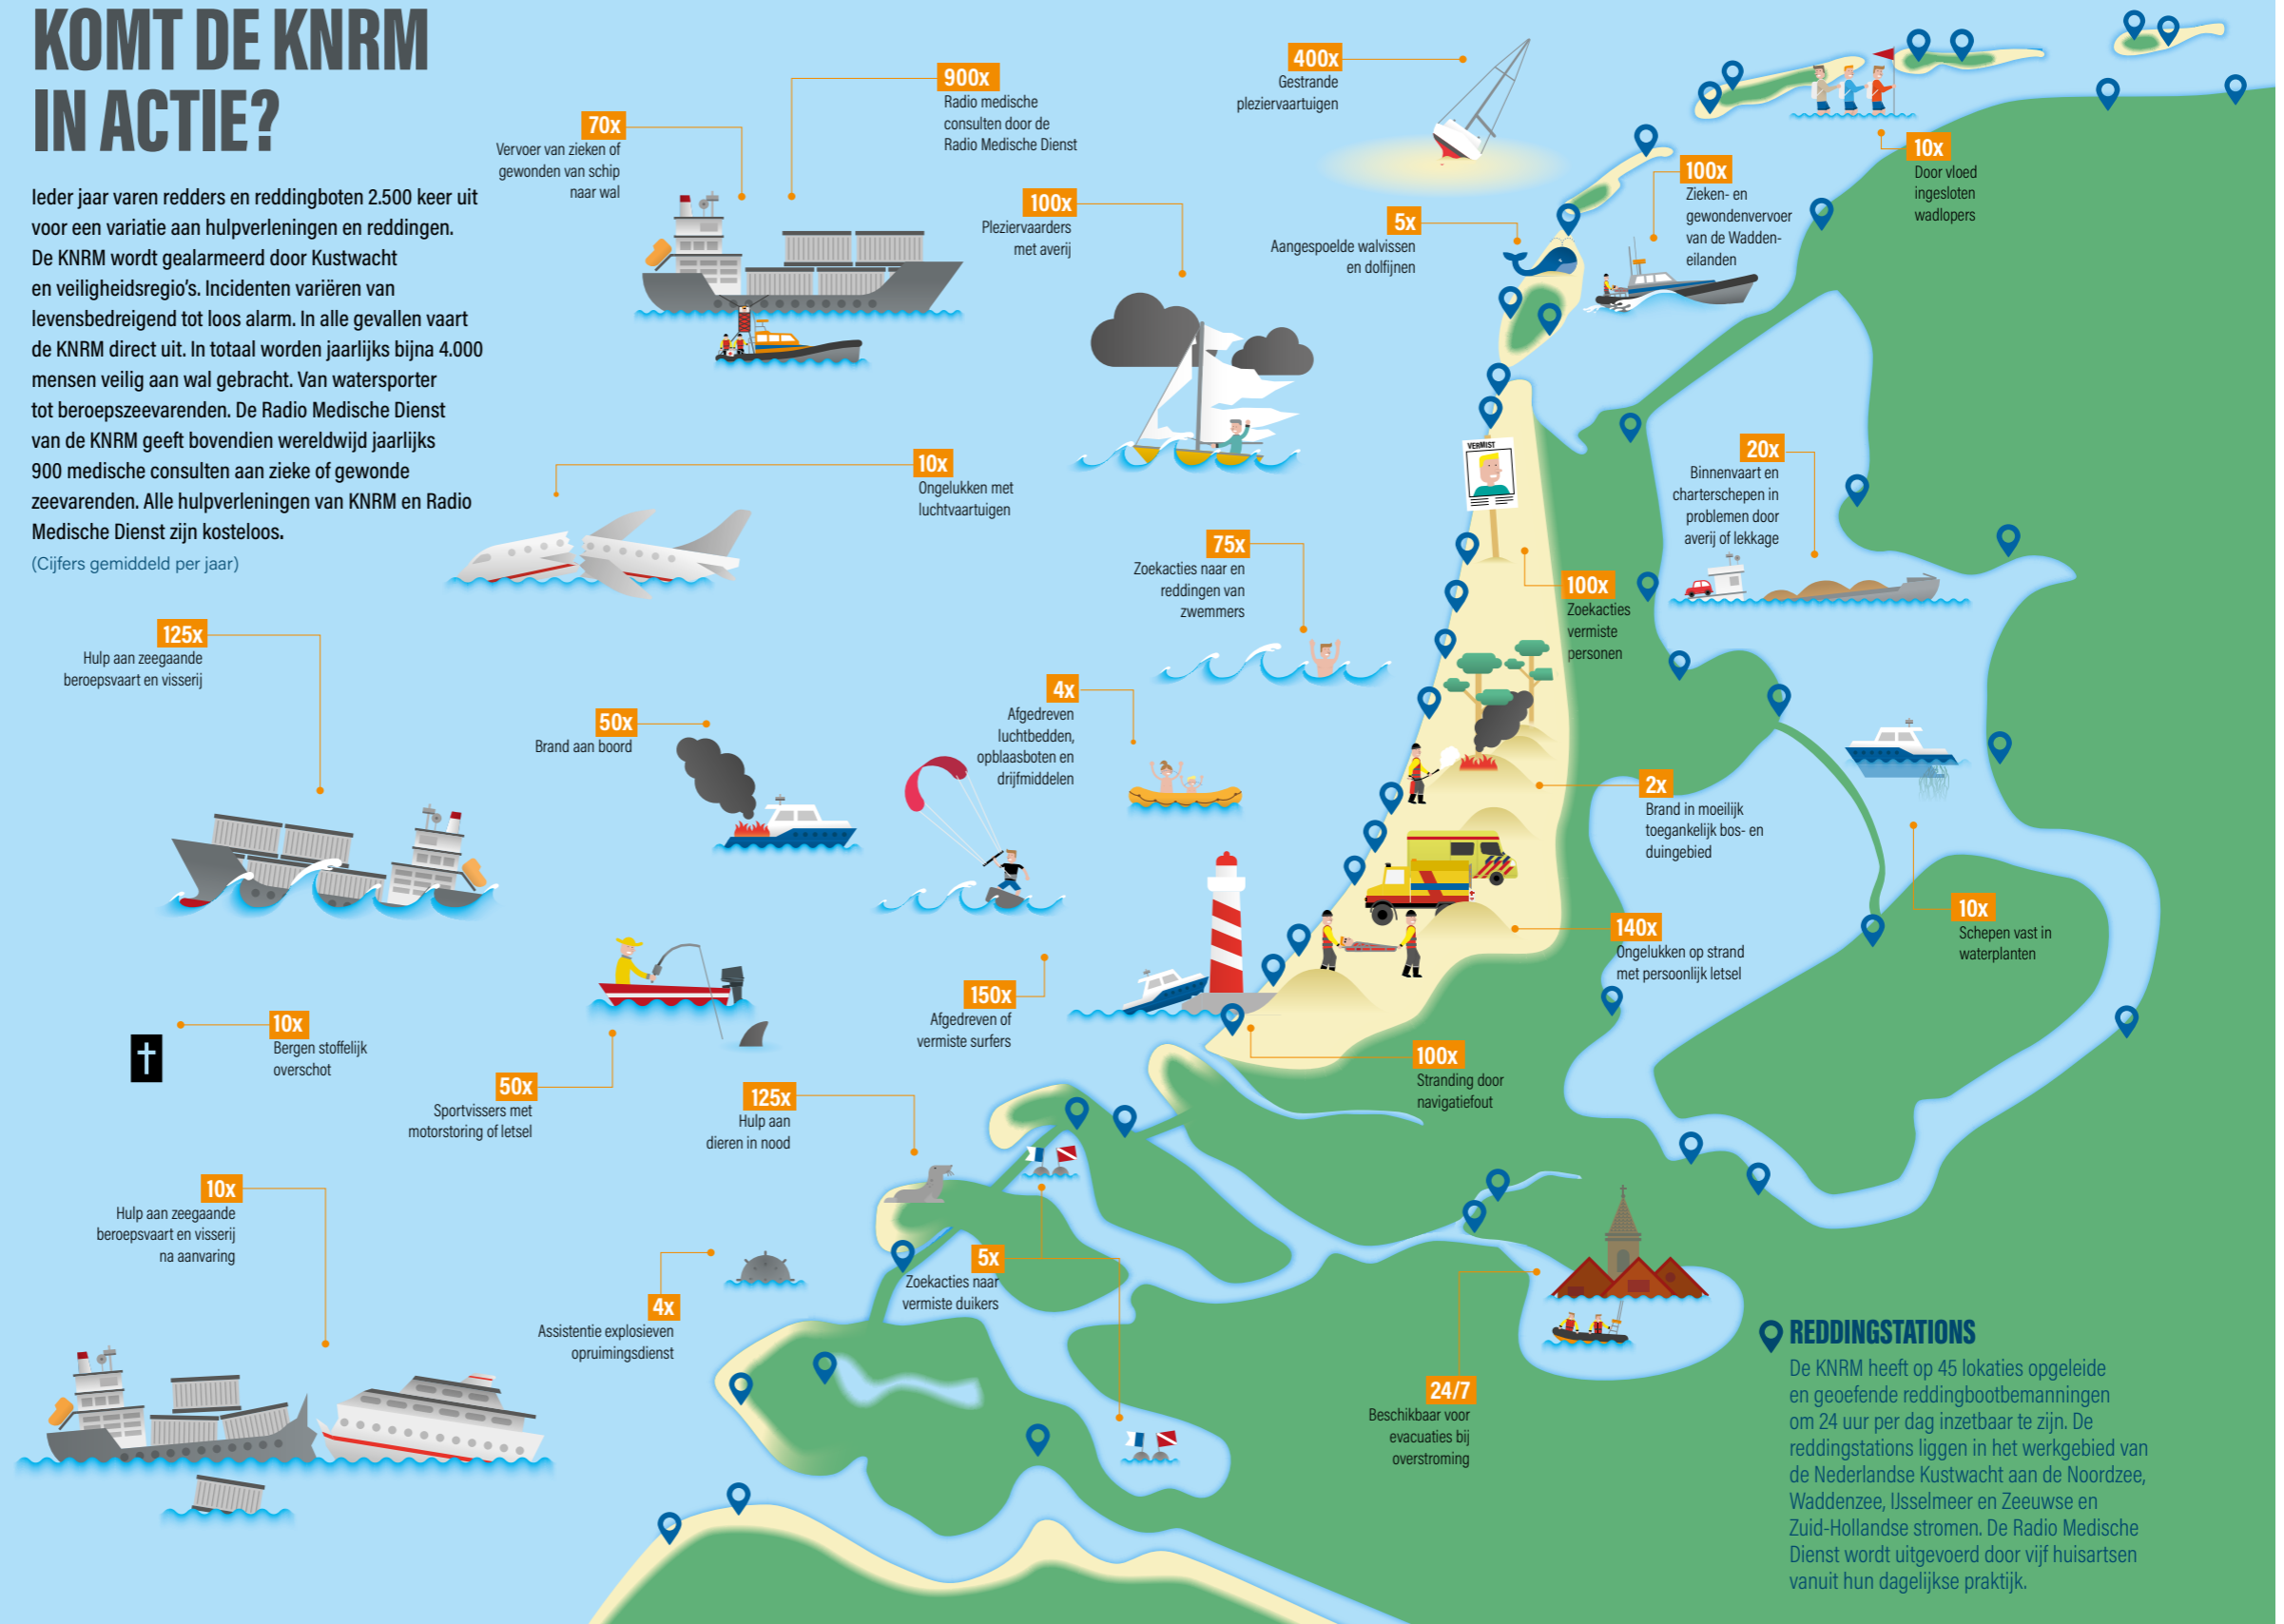 KOMT DE KNRM
IN ACTIE?
Ieder jaar varen redders en reddingboten 2.500 keer uit
voor een variatie aan hulpverleningen en reddingen.
De KNRM wordt gealarmeerd door Kustwacht
en veiligheidsregio's. Incidenten variëren van
levensbedreigend tot loos alarm. In alle gevallen vaart
de KNRM direct uit. In totaal worden jaarlijks bijna 4.000
mensen veilig aan wal gebracht. Van watersporter
tot beroepszeevarenden. De Radio Medische Dienst
van de KNRM geeft bovendien wereldwijd jaarlijks
900 medische consulten aan zieke of gewonde
zeevarenden. Alle hulpverleningen van KNRM en Radio
Medische Dienst zijn kosteloos.
(Cijfers gemiddeld per jaar)
70x
Vervoer van zieken of
gewonden van schip
naar wal
900x
Radio medische
consulten door de
Radio Medische Dienst
400x
Gestrande
pleziervaartuigen
100x
Pleziervaarders
met averij
5x
Aangespoelde walvissen
en dolfijnen
100x
Zieken- en
gewondenvervoer
van de Wadden-
eilanden
10x
Door vloed
ingesloten
wadlopers
10x
Ongelukken met
luchtvaartuigen
VERMIST
20x
Binnenvaart en
charterschepen in
problemen door
averij of lekkage
75x
Zoekacties naar en
reddingen van
zwemmers
100x
Zoekacties
vermiste
personen
125x
Hulp aan zeegaande
beroepsvaart en visserij
50x
Brand aan boord
4x
Afgedreven
luchtbedden,
opblaasboten en
drijfmiddelen
2x
Brand in moeilijk
toegankelijk bos- en
duingebied
10x
Schepen vast in
waterplanten
140x
Ongelukken op strand
met persoonlijk letsel
150x
Afgedreven of
vermiste surfers
10x
Bergen stoffelijk
overschot
50x
Sportvissers met
motorstoring of letsel
100x
Stranding door
navigatiefout
125x
Hulp aan
dieren in nood
10x
Hulp aan zeegaande
beroepsvaart en visserij
na aanvaring
5x
Zoekacties naar
vermiste duikers
4x
Assistentie explosieven
opruimingsdienst
24/7
Beschikbaar voor
evacuaties bij
overstroming
REDDINGSTATIONS
De KNRM heeft op 45 lokaties opgeleide
en geoefende reddingbootbemanningen
om 24 uur per dag inzetbaar te zijn. De
reddingstations liggen in het werkgebied van
de Nederlandse Kustwacht aan de Noordzee,
Waddenzee, IJsselmeer en Zeeuwse en
Zuid-Hollandse stromen. De Radio Medische
Dienst wordt uitgevoerd door vijf huisartsen
vanuit hun dagelijkse praktijk.